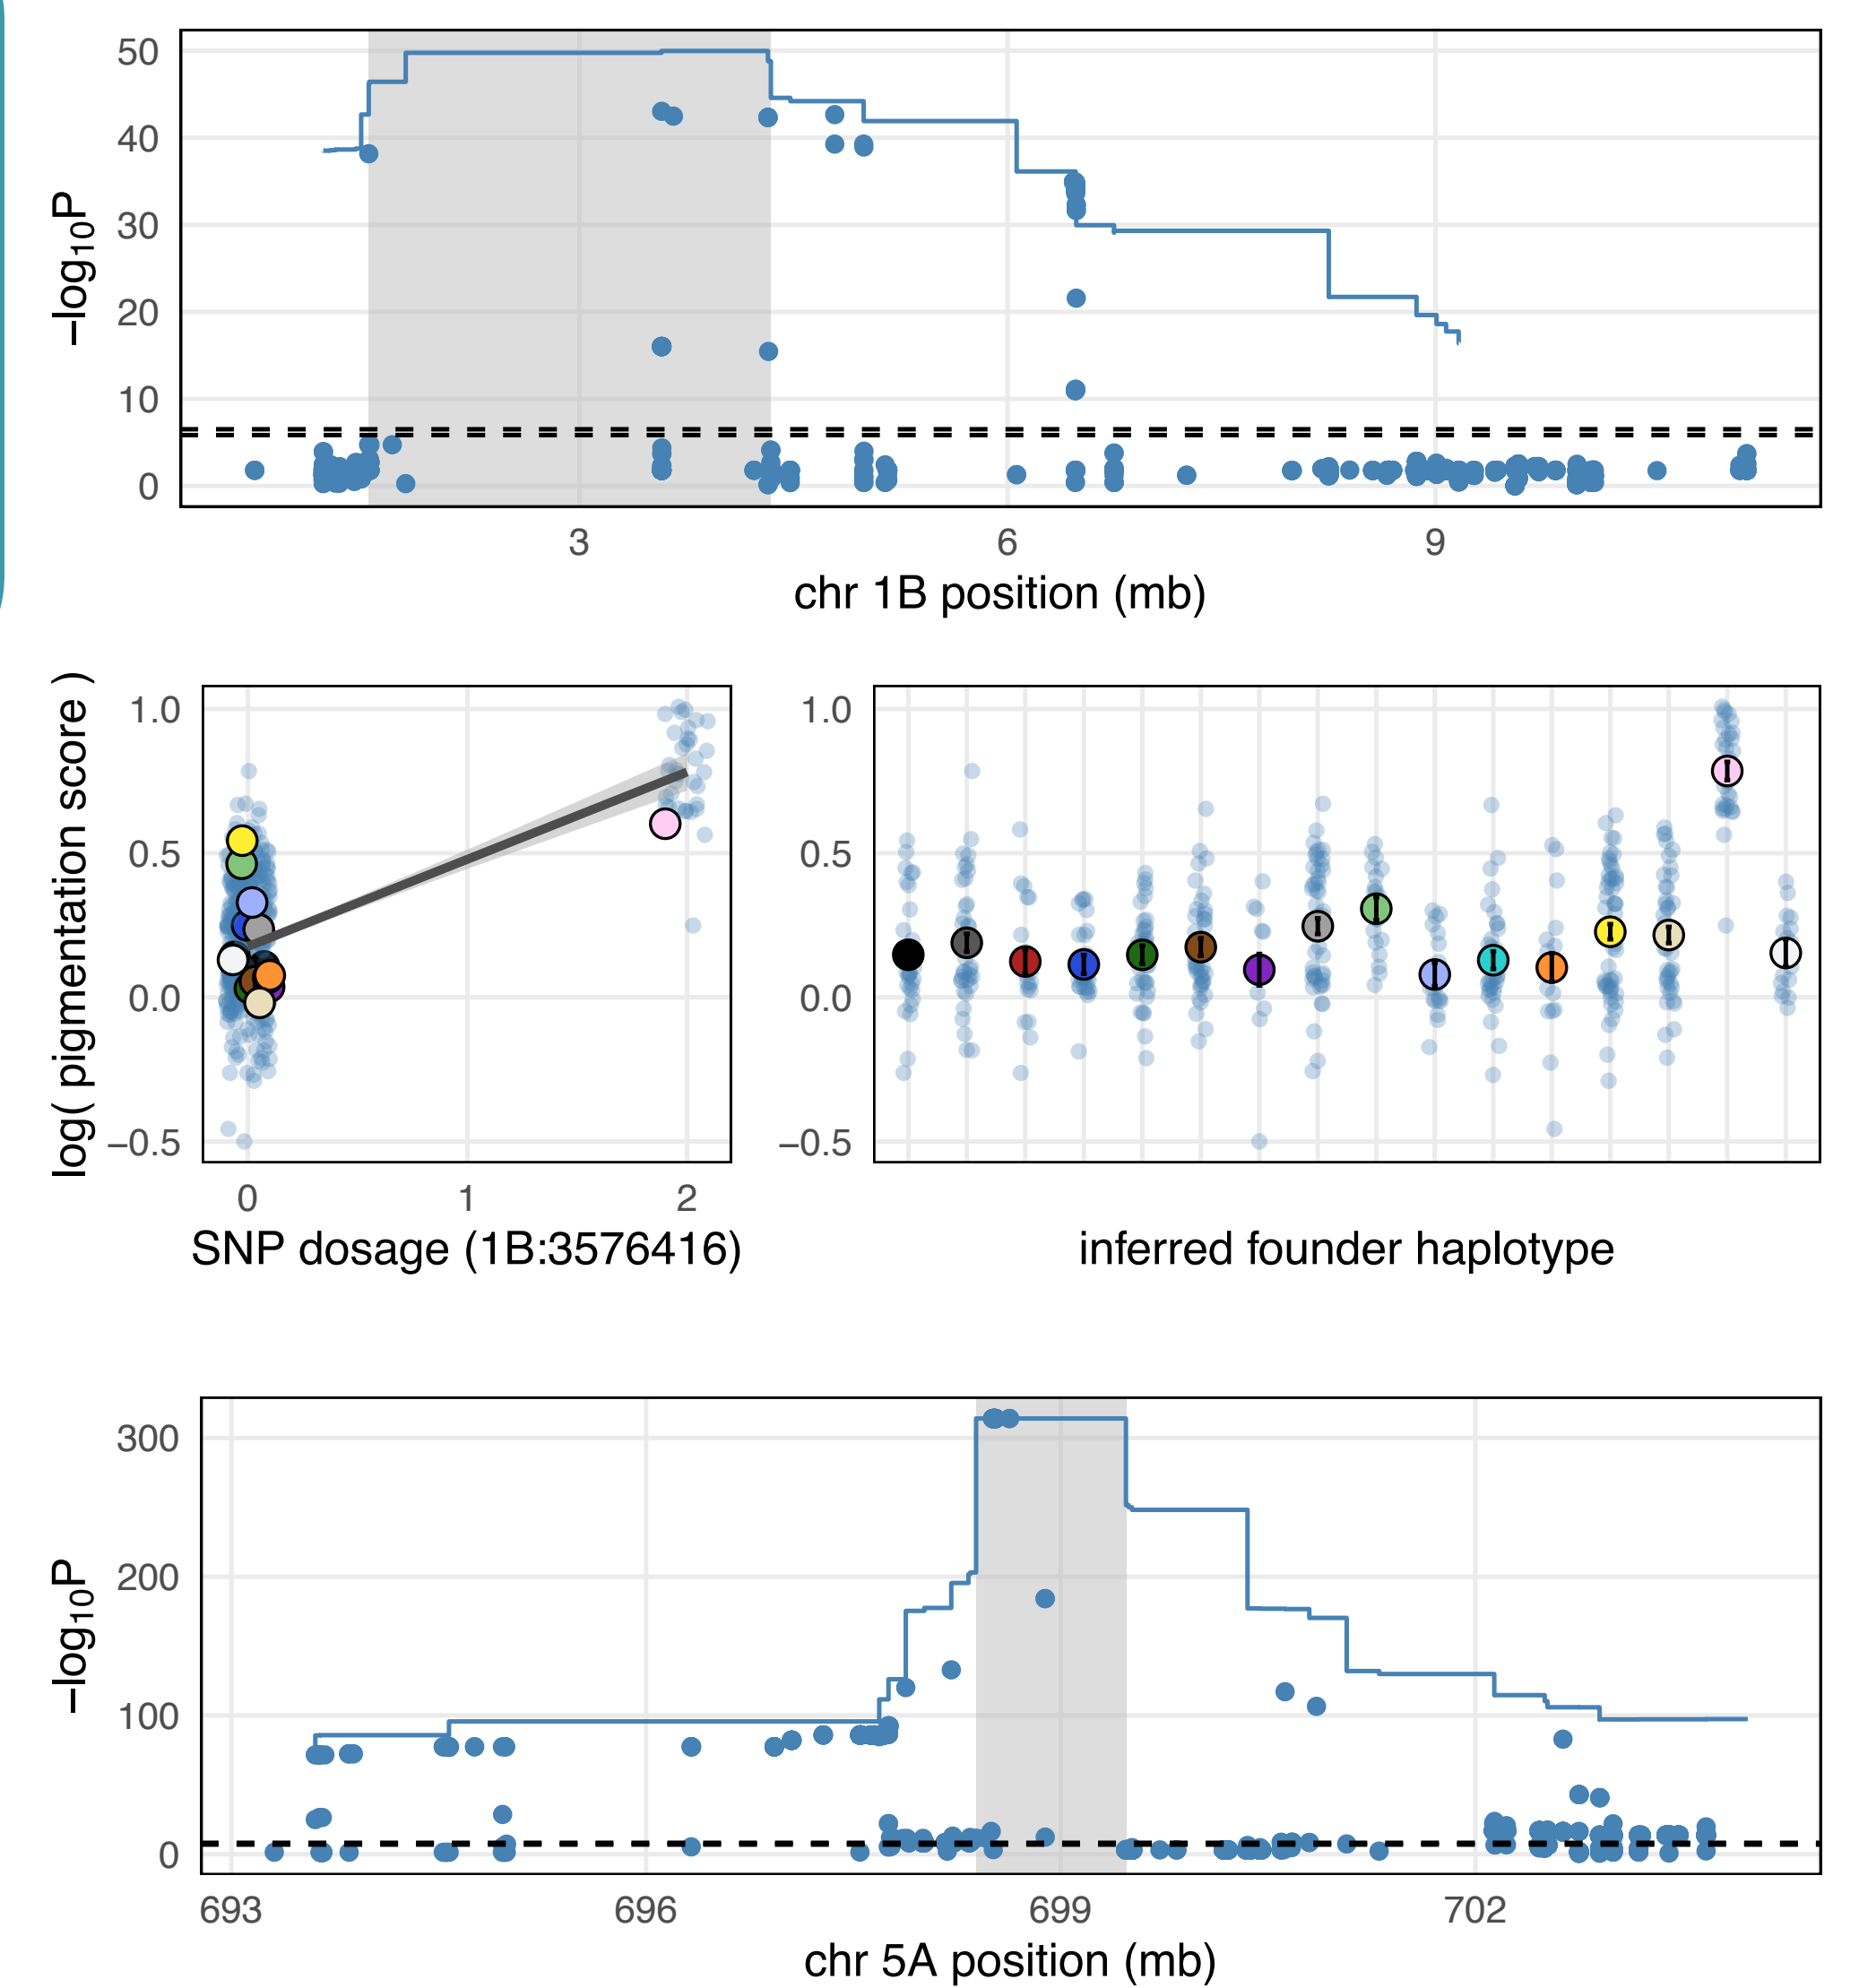 50
40
30
20
10
0
−log10P
3 6 9
chr 1B position (mb)
1.0
0.5
0.0
−0.5
log( pigmentation score )
0 1 2
SNP dosage (1B:3576416)
1.0
0.5
0.0
−0.5
inferred founder haplotype
300
200
100
0
−log10P
693 696 699 702
chr 5A position (mb)